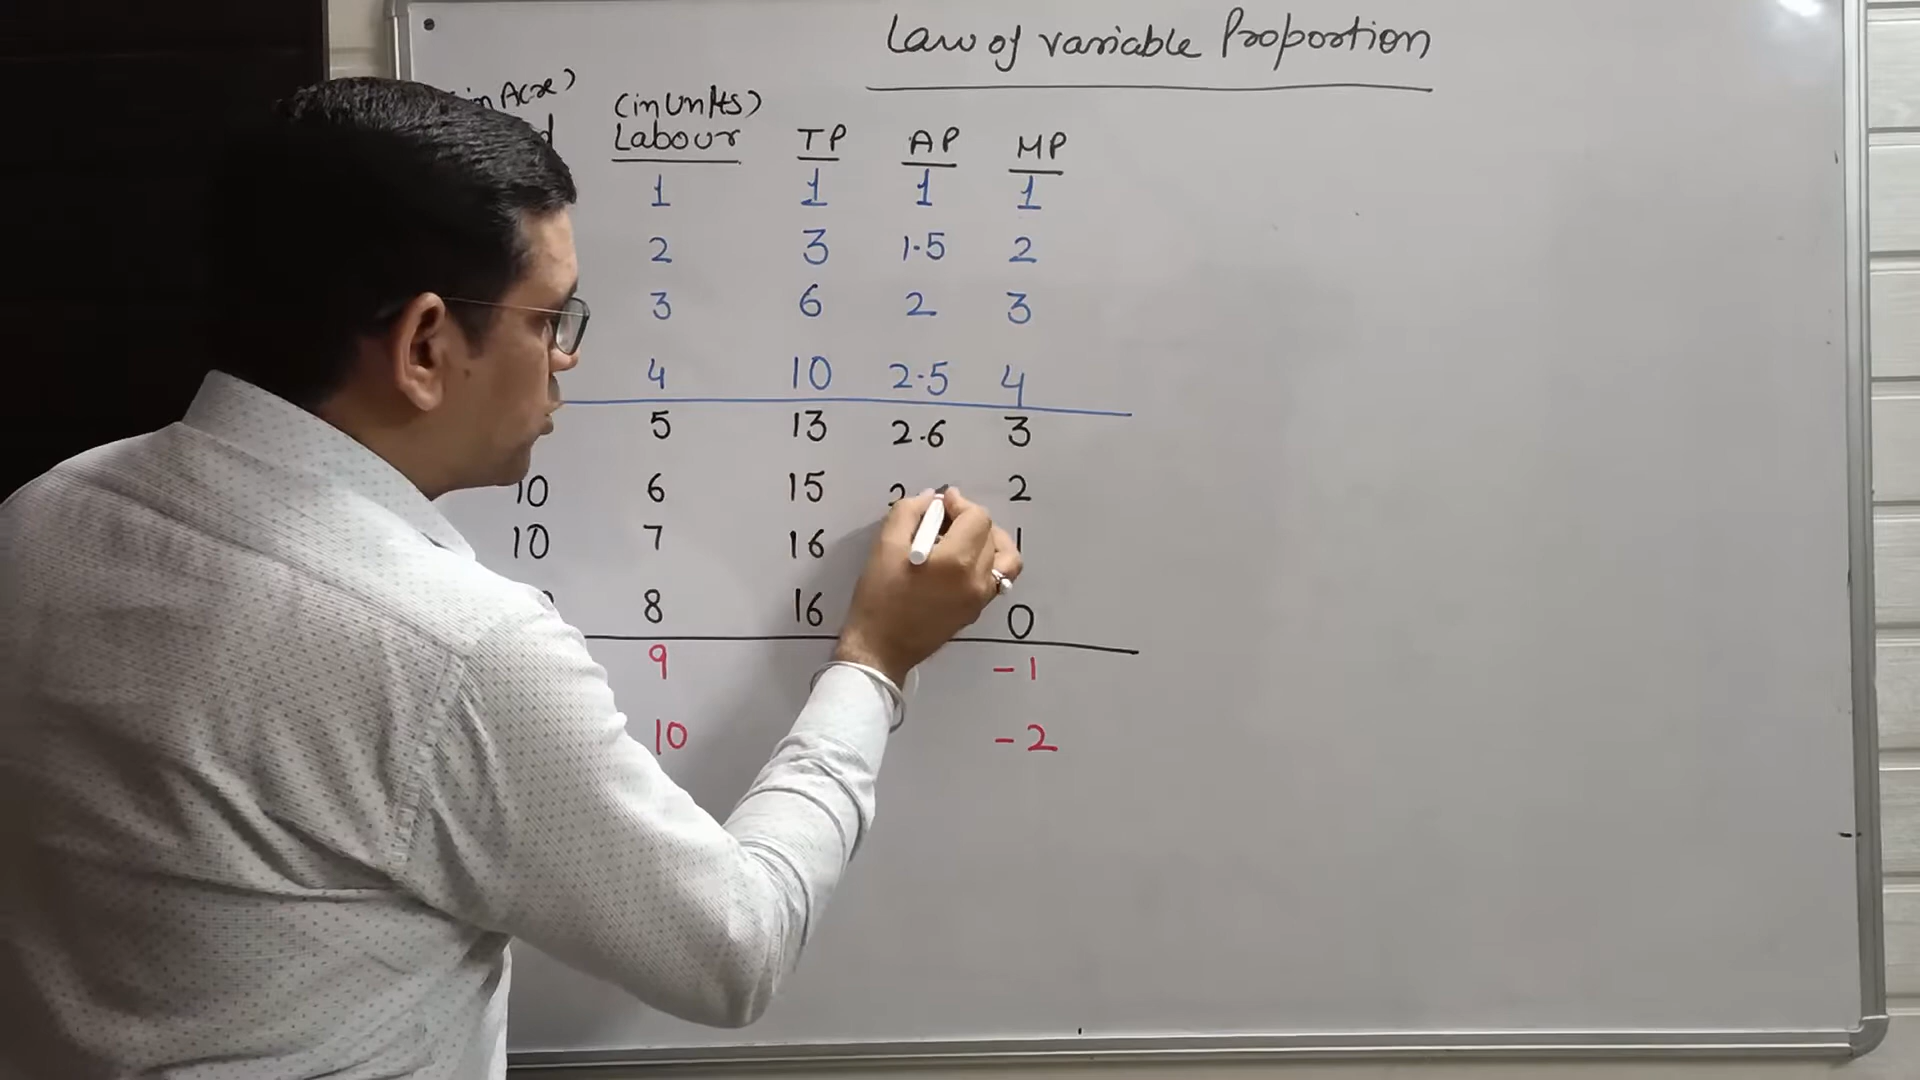 Law of variable Proportion
(in Units)
Labour TP AP MP
1 1 1 1
2 3 1.5 2
3 6 2 3
4 10 2.5 4
5 13 2.6 3
10 6 15 2
10 7 16 1
8 16 0
9 -1
10 -2